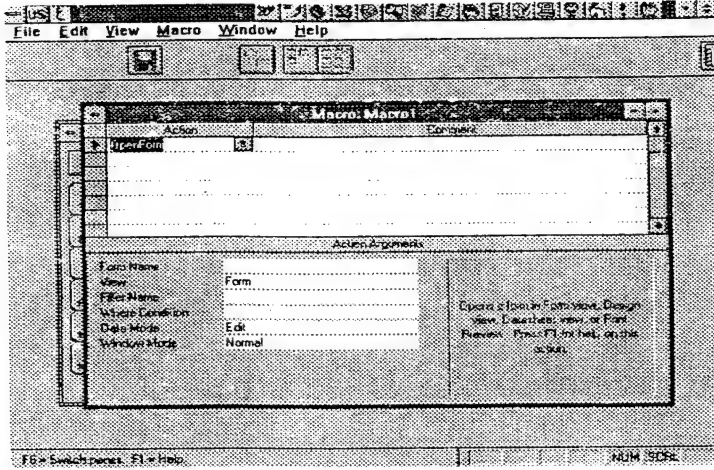 File Edit View Macro Window Help
Macro: Macro1
Action Comment
OpenForm
Action Arguments
Form Name
View Form
Filter Name
Where Condition
Data Mode Edit
Window Mode Normal
Opens a form in Form view, Design
view, Datasheet view, or Print
Preview. Press F1 for help on this
action.
F6 = Switch panes. F1 = Help. NUM SCRL